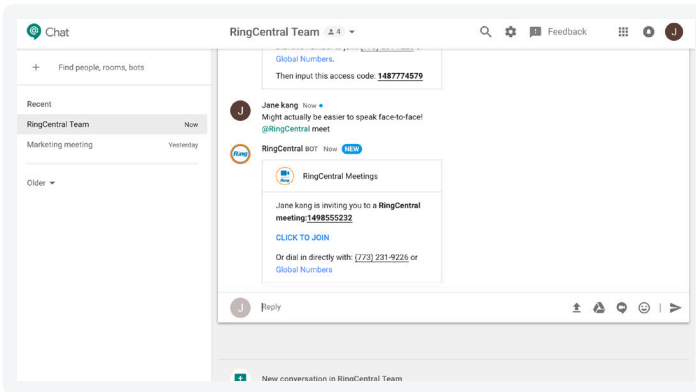 Chat
RingCentral Team 4
Feedback
J
Find people, rooms, bots
Recent
RingCentral Team Now
Marketing meeting Yesterday
Older
Global Numbers.
Then input this access code: 1487774579
J
Jane kang Now
Might actually be easier to speak face-to-face!
@RingCentral meet
Ring
RingCentral BOT Now NEW
RingCentral Meetings
Jane kang is inviting you to a RingCentral
meeting:1498555232
CLICK TO JOIN
Or dial in directly with: (773) 231-9226 or
Global Numbers
J
Reply
New conversation in RingCentral Team